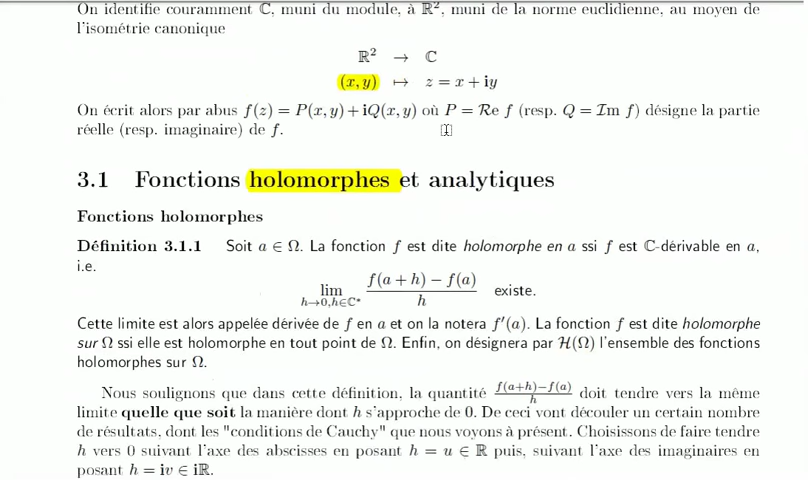 On identifie couramment ℂ, muni du module, à ℝ², muni de la norme euclidienne, au moyen de
l'isométrie canonique
ℝ² → ℂ
(x, y) ↦ z = x + iy
On écrit alors par abus f(z) = P(x, y) + iQ(x, y) où P = ℛe f (resp. Q = ℐm f) désigne la partie
réelle (resp. imaginaire) de f.
3.1 Fonctions holomorphes et analytiques
Fonctions holomorphes
Définition 3.1.1 Soit a ∈ Ω. La fonction f est dite holomorphe en a ssi f est ℂ-dérivable en a,
i.e.
lim h→0,h∈ℂ* (f(a + h) − f(a))/h existe.
Cette limite est alors appelée dérivée de f en a et on la notera f′(a). La fonction f est dite holomorphe
sur Ω ssi elle est holomorphe en tout point de Ω. Enfin, on désignera par ℋ(Ω) l'ensemble des fonctions
holomorphes sur Ω.
Nous soulignons que dans cette définition, la quantité (f(a+h)−f(a))/h doit tendre vers la même
limite quelle que soit la manière dont h s'approche de 0. De ceci vont découler un certain nombre
de résultats, dont les "conditions de Cauchy" que nous voyons à présent. Choisissons de faire tendre
h vers 0 suivant l'axe des abscisses en posant h = u ∈ ℝ puis, suivant l'axe des imaginaires en
posant h = iv ∈ iℝ.